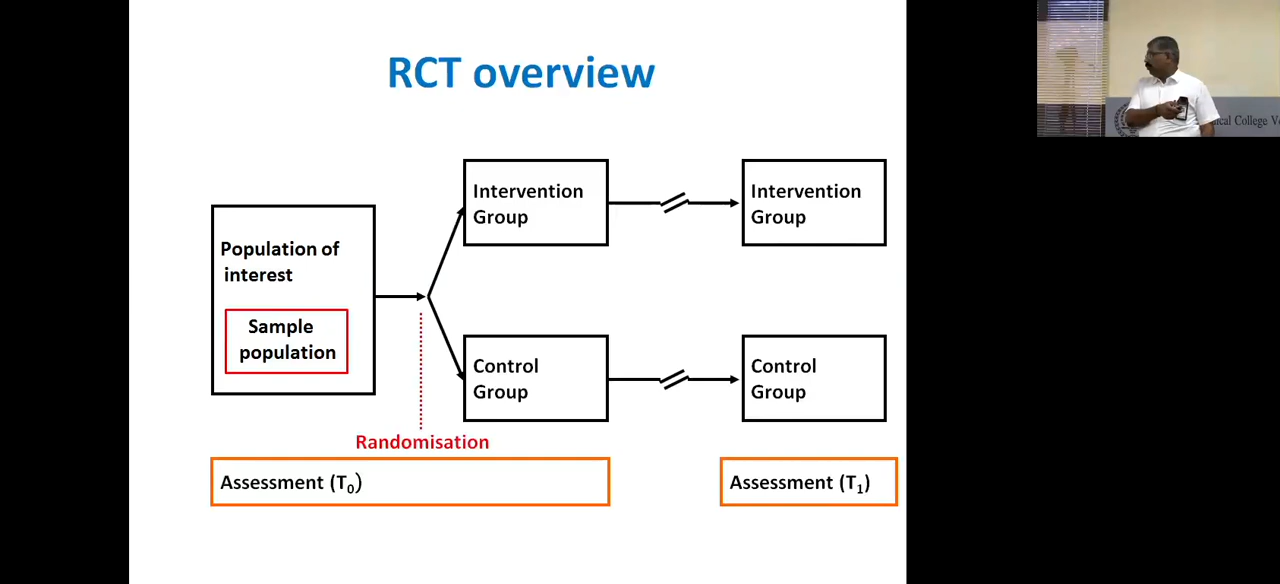 RCT overview
Population of
interest
Sample
population
Intervention
Group
Intervention
Group
Control
Group
Control
Group
Randomisation
Assessment (T₀)
Assessment (T₁)
College